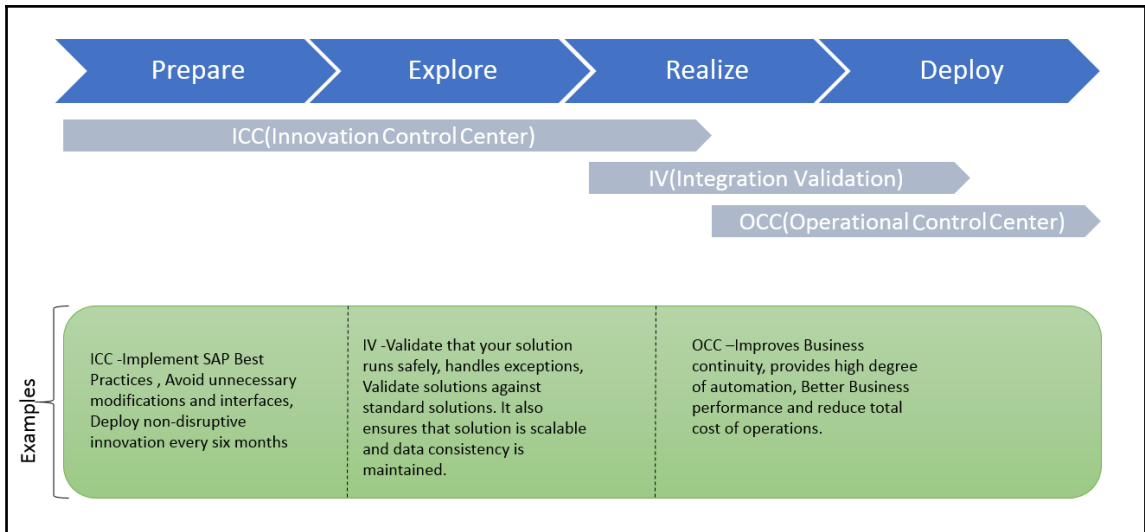 Prepare
Explore
Realize
Deploy
ICC(Innovation Control Center)
IV(Integration Validation)
OCC(Operational Control Center)
Examples
ICC -Implement SAP Best
Practices , Avoid unnecessary
modifications and interfaces,
Deploy non-disruptive
innovation every six months
IV -Validate that your solution
runs safely, handles exceptions,
Validate solutions against
standard solutions. It also
ensures that solution is scalable
and data consistency is
maintained.
OCC –Improves Business
continuity, provides high degree
of automation, Better Business
performance and reduce total
cost of operations.